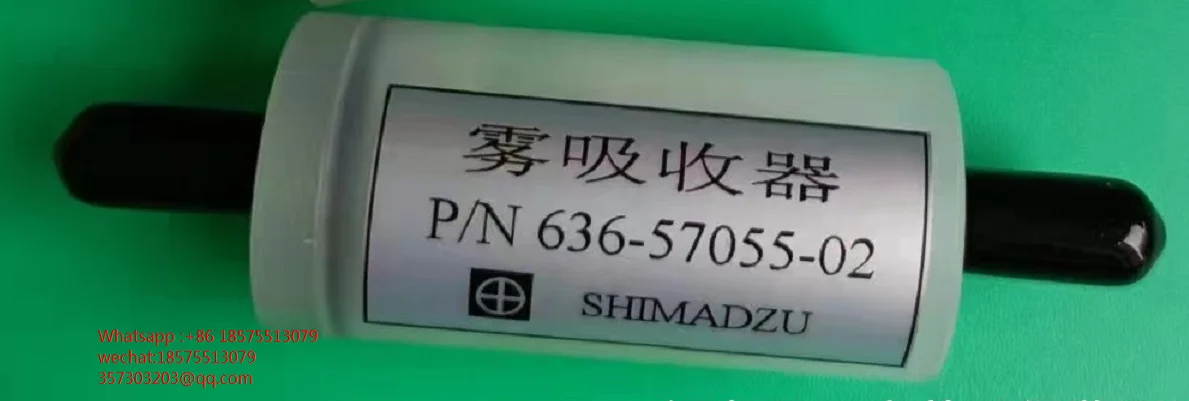 雾吸收器
P/N 636-57055-02
SHIMADZU
Whatsapp :+86 18575513079
wechat:18575513079
357303203@qq.com